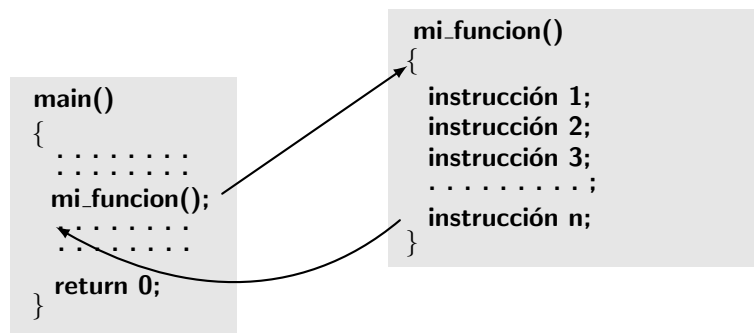 main()
{
. . . . . . . .
. . . . . . . .
mi_funcion();
. . . . . . . .
. . . . . . . .
return 0;
}
mi_funcion()
{
instrucción 1;
instrucción 2;
instrucción 3;
. . . . . . . . . ;
instrucción n;
}